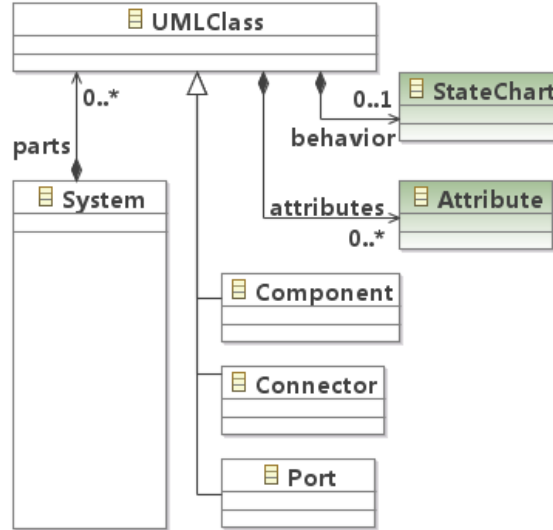 UMLClass
0..*
0..1
StateChart
behavior
parts
System
attributes
Attribute
0..*
Component
Connector
Port